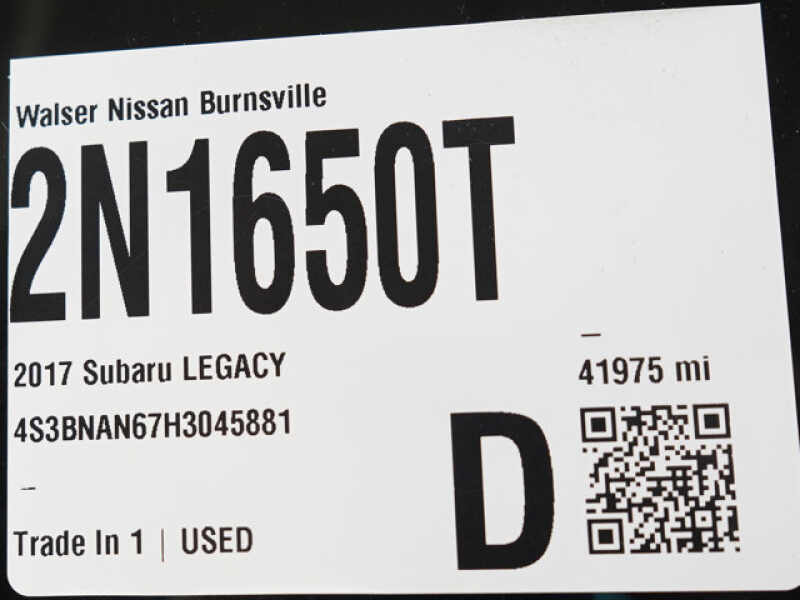 Walser Nissan Burnsville
2N1650T
–
2017 Subaru LEGACY
41975 mi
4S3BNAN67H3045881
–
D
Trade In 1 | USED